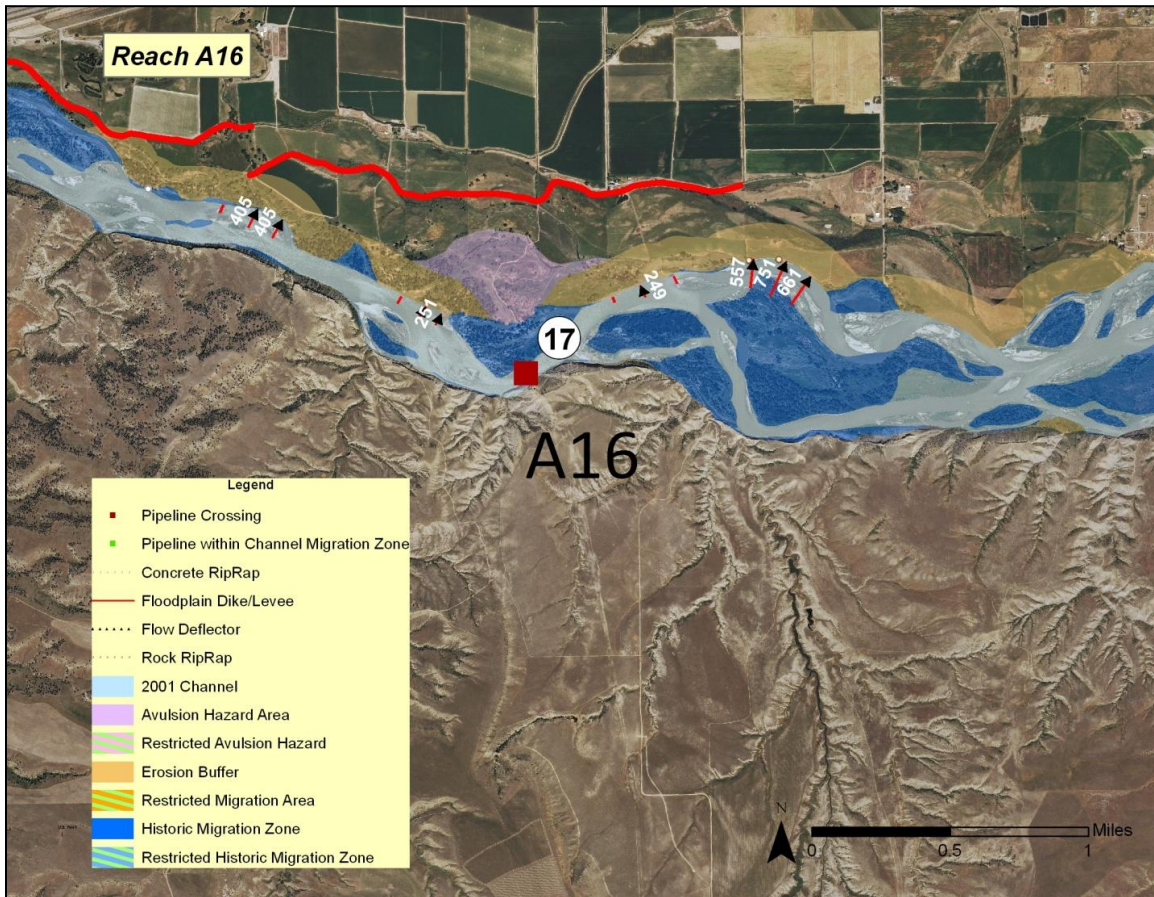 Reach A16
405
405
251
249
557
751
661
17
A16
Legend
Pipeline Crossing
Pipeline within Channel Migration Zone
Concrete RipRap
Floodplain Dike/Levee
Flow Deflector
Rock RipRap
2001 Channel
Avulsion Hazard Area
Restricted Avulsion Hazard
Erosion Buffer
Restricted Migration Area
Historic Migration Zone
Restricted Historic Migration Zone
N
Miles
0 0.5 1